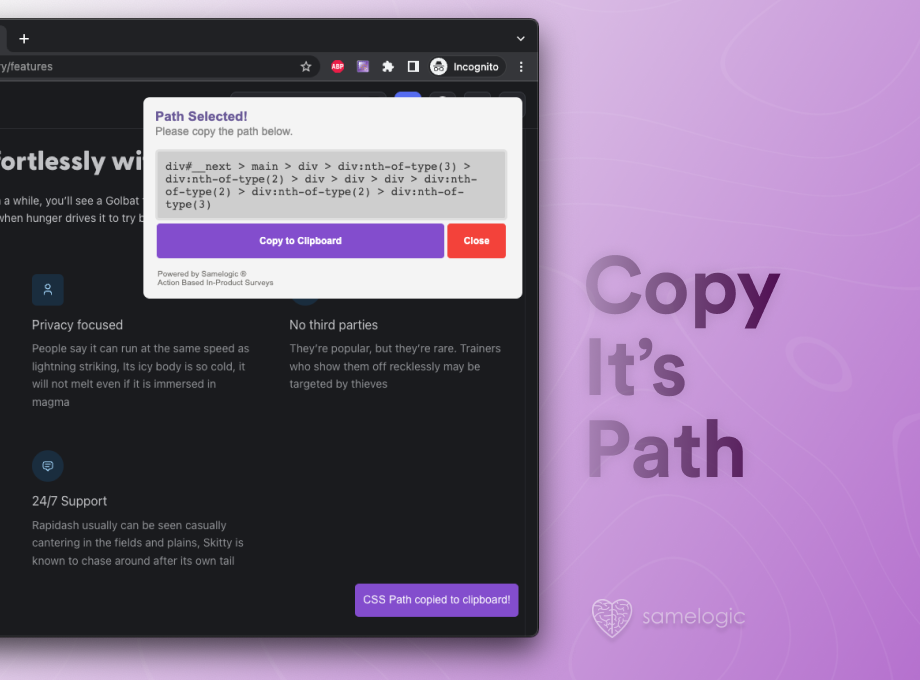 y/features
ABP
Incognito
Path Selected!
Please copy the path below.
div#__next > main > div > div:nth-of-type(3) >
div:nth-of-type(2) > div > div > div > div:nth-
of-type(2) > div:nth-of-type(2) > div:nth-of-
type(3)
Copy to Clipboard
Close
Powered by Samelogic ®
Action Based In-Product Surveys
fortlessly wi
a while, you'll see a Golbat
when hunger drives it to try b
Privacy focused
People say it can run at the same speed as
lightning striking, Its icy body is so cold, it
will not melt even if it is immersed in
magma
No third parties
They're popular, but they're rare. Trainers
who show them off recklessly may be
targeted by thieves
24/7 Support
Rapidash usually can be seen casually
cantering in the fields and plains, Skitty is
known to chase around after its own tail
CSS Path copied to clipboard!
Copy
It's
Path
samelogic